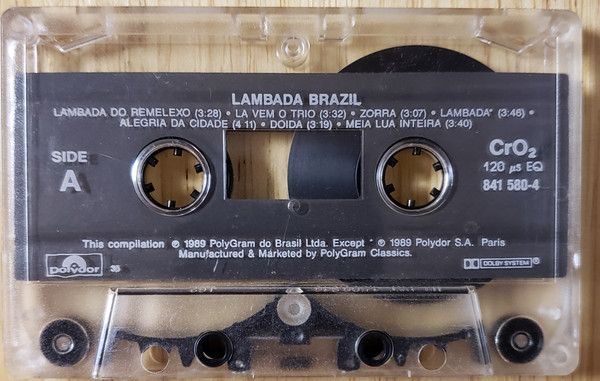 LAMBADA BRAZIL
LAMBADA DO REMELEXO (3:28) • LA VEM O TRIO (3:32) • ZORRA (3:07) • LAMBADA* (3:46) •
ALEGRIA DA CIDADE (4 11) • DOIDA (3:19) • MEIA LUA INTEIRA (3:40)
SIDE
A
CrO₂
120 µs EQ
841 580-4
This compilation ℗ 1989 PolyGram do Brasil Ltda. Except * ℗ 1989 Polydor S.A. Paris
Manufactured & Marketed by PolyGram Classics.
polydor 35
DOLBY SYSTEM ®